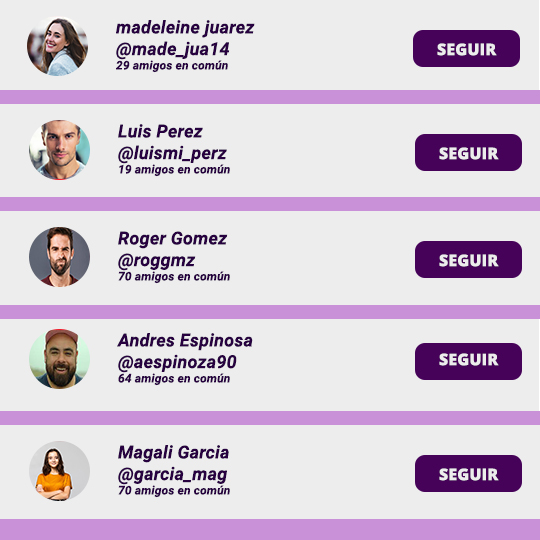 madeleine juarez
@made_jua14
29 amigos en común
SEGUIR
Luis Perez
@luismi_perz
19 amigos en común
SEGUIR
Roger Gomez
@roggmz
70 amigos en común
SEGUIR
Andres Espinosa
@aespinoza90
64 amigos en común
SEGUIR
Magali Garcia
@garcia_mag
70 amigos en común
SEGUIR